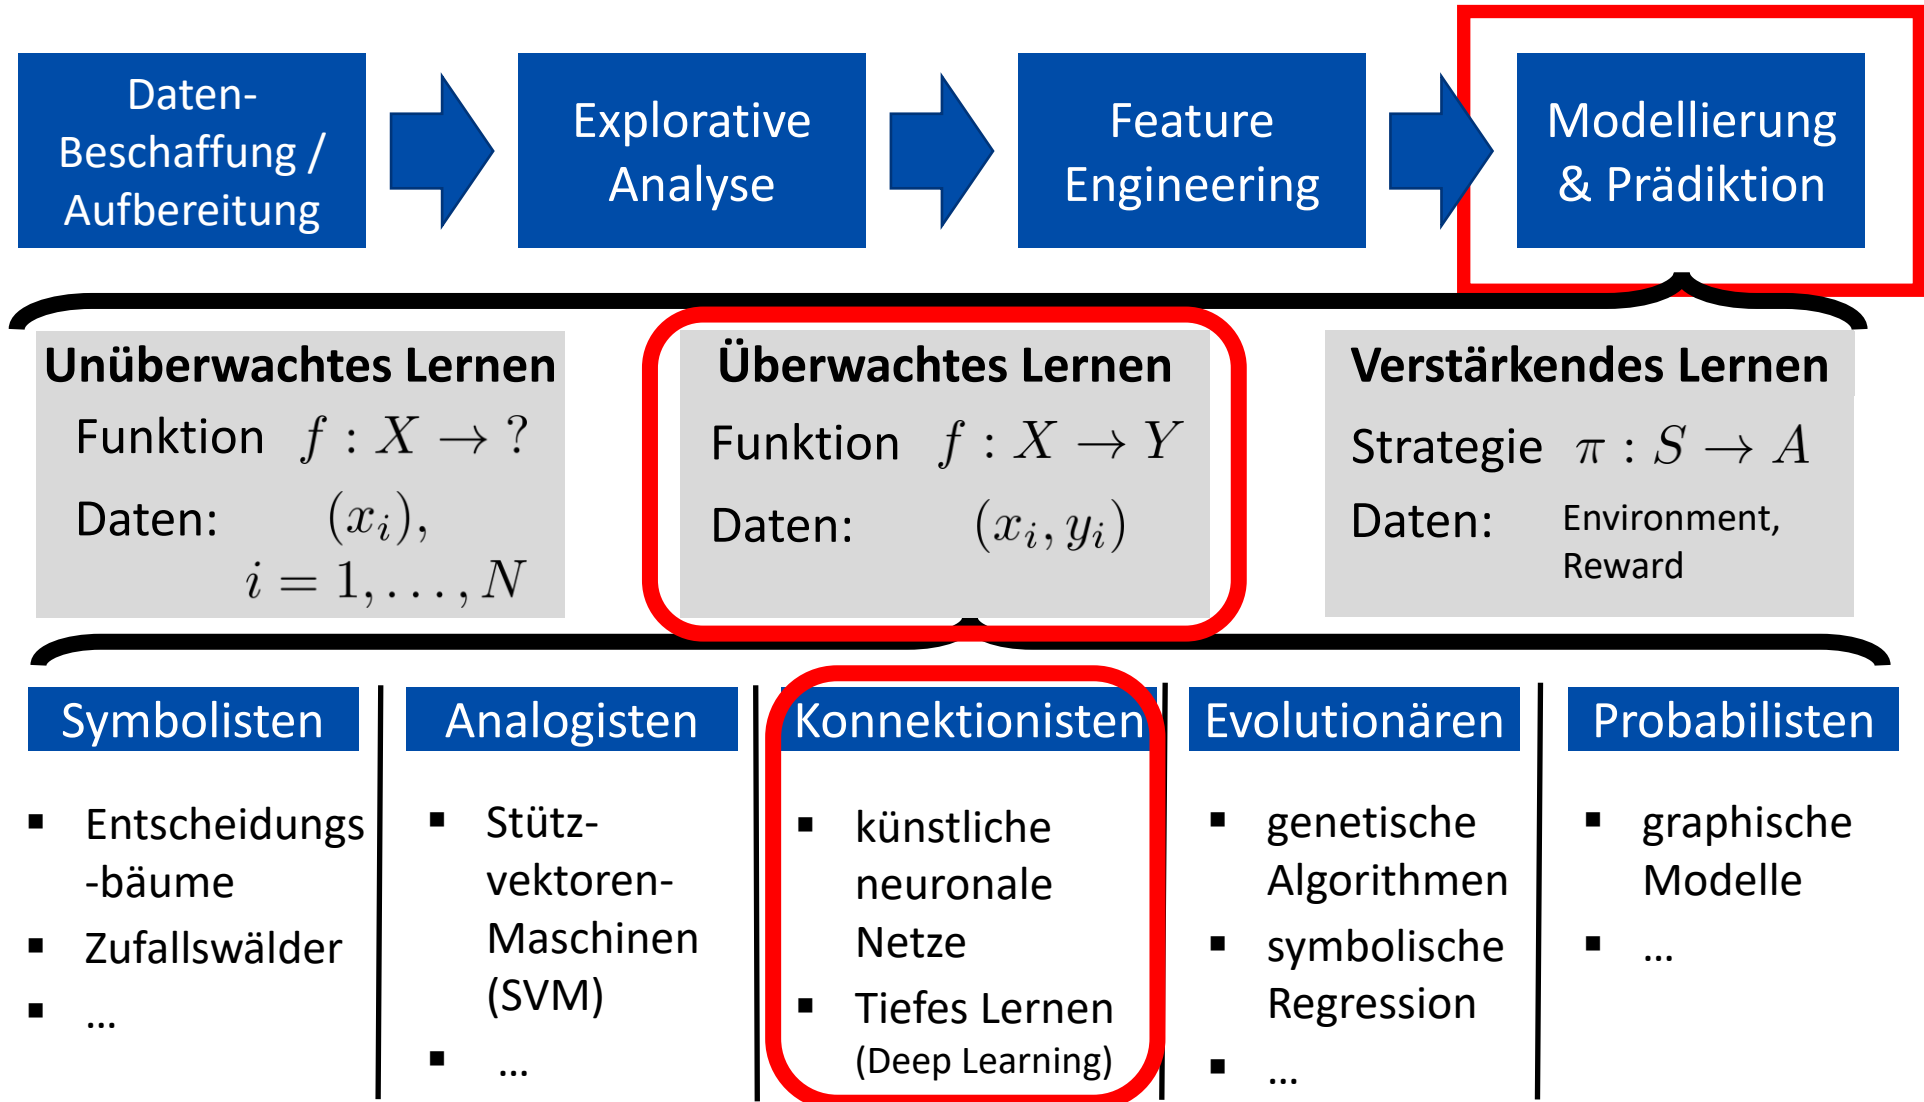 Daten-
Beschaffung /
Aufbereitung
Explorative
Analyse
Feature
Engineering
Modellierung
& Prädiktion
Unüberwachtes Lernen
Funktion f : X → ?
Daten: (x_i),
i = 1, . . . , N
Überwachtes Lernen
Funktion f : X → Y
Daten: (x_i, y_i)
Verstärkendes Lernen
Strategie π : S → A
Daten: Environment,
Reward
Symbolisten
▪ Entscheidungs
-bäume
▪ Zufallswälder
▪ ...
Analogisten
▪ Stütz-
vektoren-
Maschinen
(SVM)
▪ ...
Konnektionisten
▪ künstliche
neuronale
Netze
▪ Tiefes Lernen
(Deep Learning)
Evolutionären
▪ genetische
Algorithmen
▪ symbolische
Regression
▪ ...
Probabilisten
▪ graphische
Modelle
▪ ...